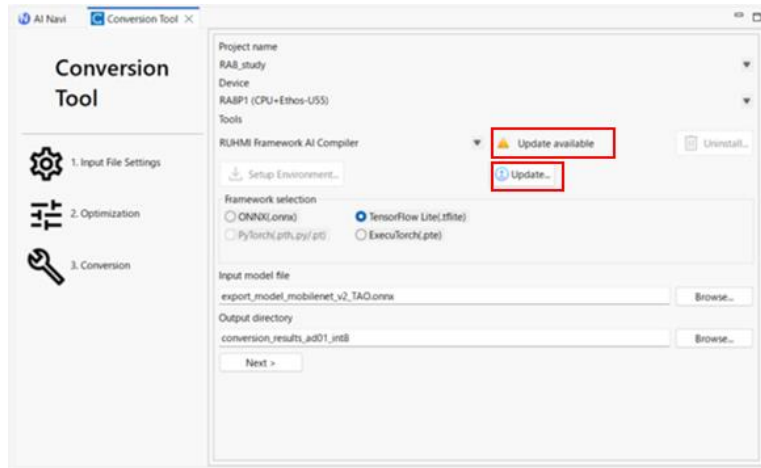 AI Navi
Conversion Tool
Conversion
Tool
1. Input File Settings
2. Optimization
3. Conversion
Project name
RA8_study
Device
RA8P1 (CPU+Ethos-U55)
Tools
RUHMI Framework AI Compiler
Update available
Uninstall...
Setup Environment...
Update...
Framework selection
ONNX(.onnx)
TensorFlow Lite(.tflite)
PyTorch(.pth,.py/.pt)
ExecuTorch(.pte)
Input model file
export_model_mobilenet_v2_TAO.onnx
Browse...
Output directory
conversion_results_ad01_int8
Browse...
Next >